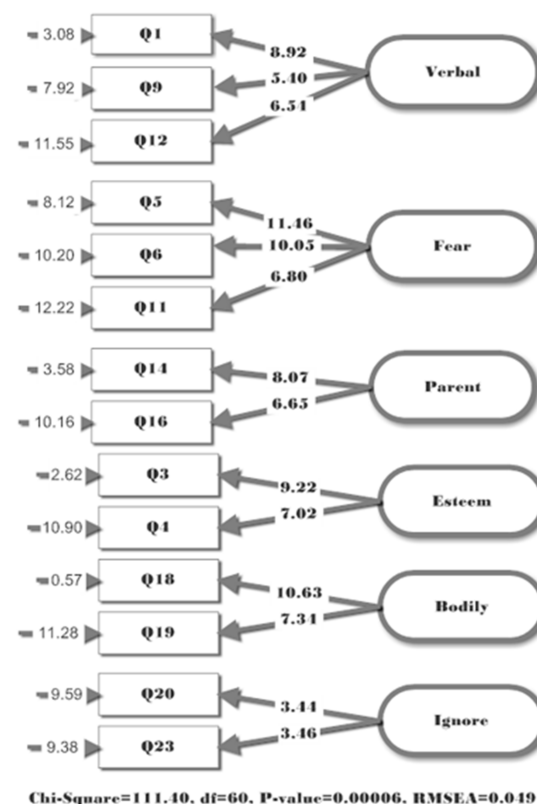 3.08 Q1 8.92 Verbal
7.92 Q9 5.40
11.55 Q12 6.51
8.12 Q5 11.46
10.20 Q6 10.05 Fear
12.22 Q11 6.80
3.58 Q14 8.07 Parent
10.16 Q16 6.65
2.62 Q3 9.22 Esteem
10.90 Q4 7.02
0.57 Q18 10.63 Bodily
11.28 Q19 7.31
9.59 Q20 3.44 Ignore
9.38 Q23 3.46
Chi-Square=111.40, df=60, P-value=0.00006, RMSEA=0.049